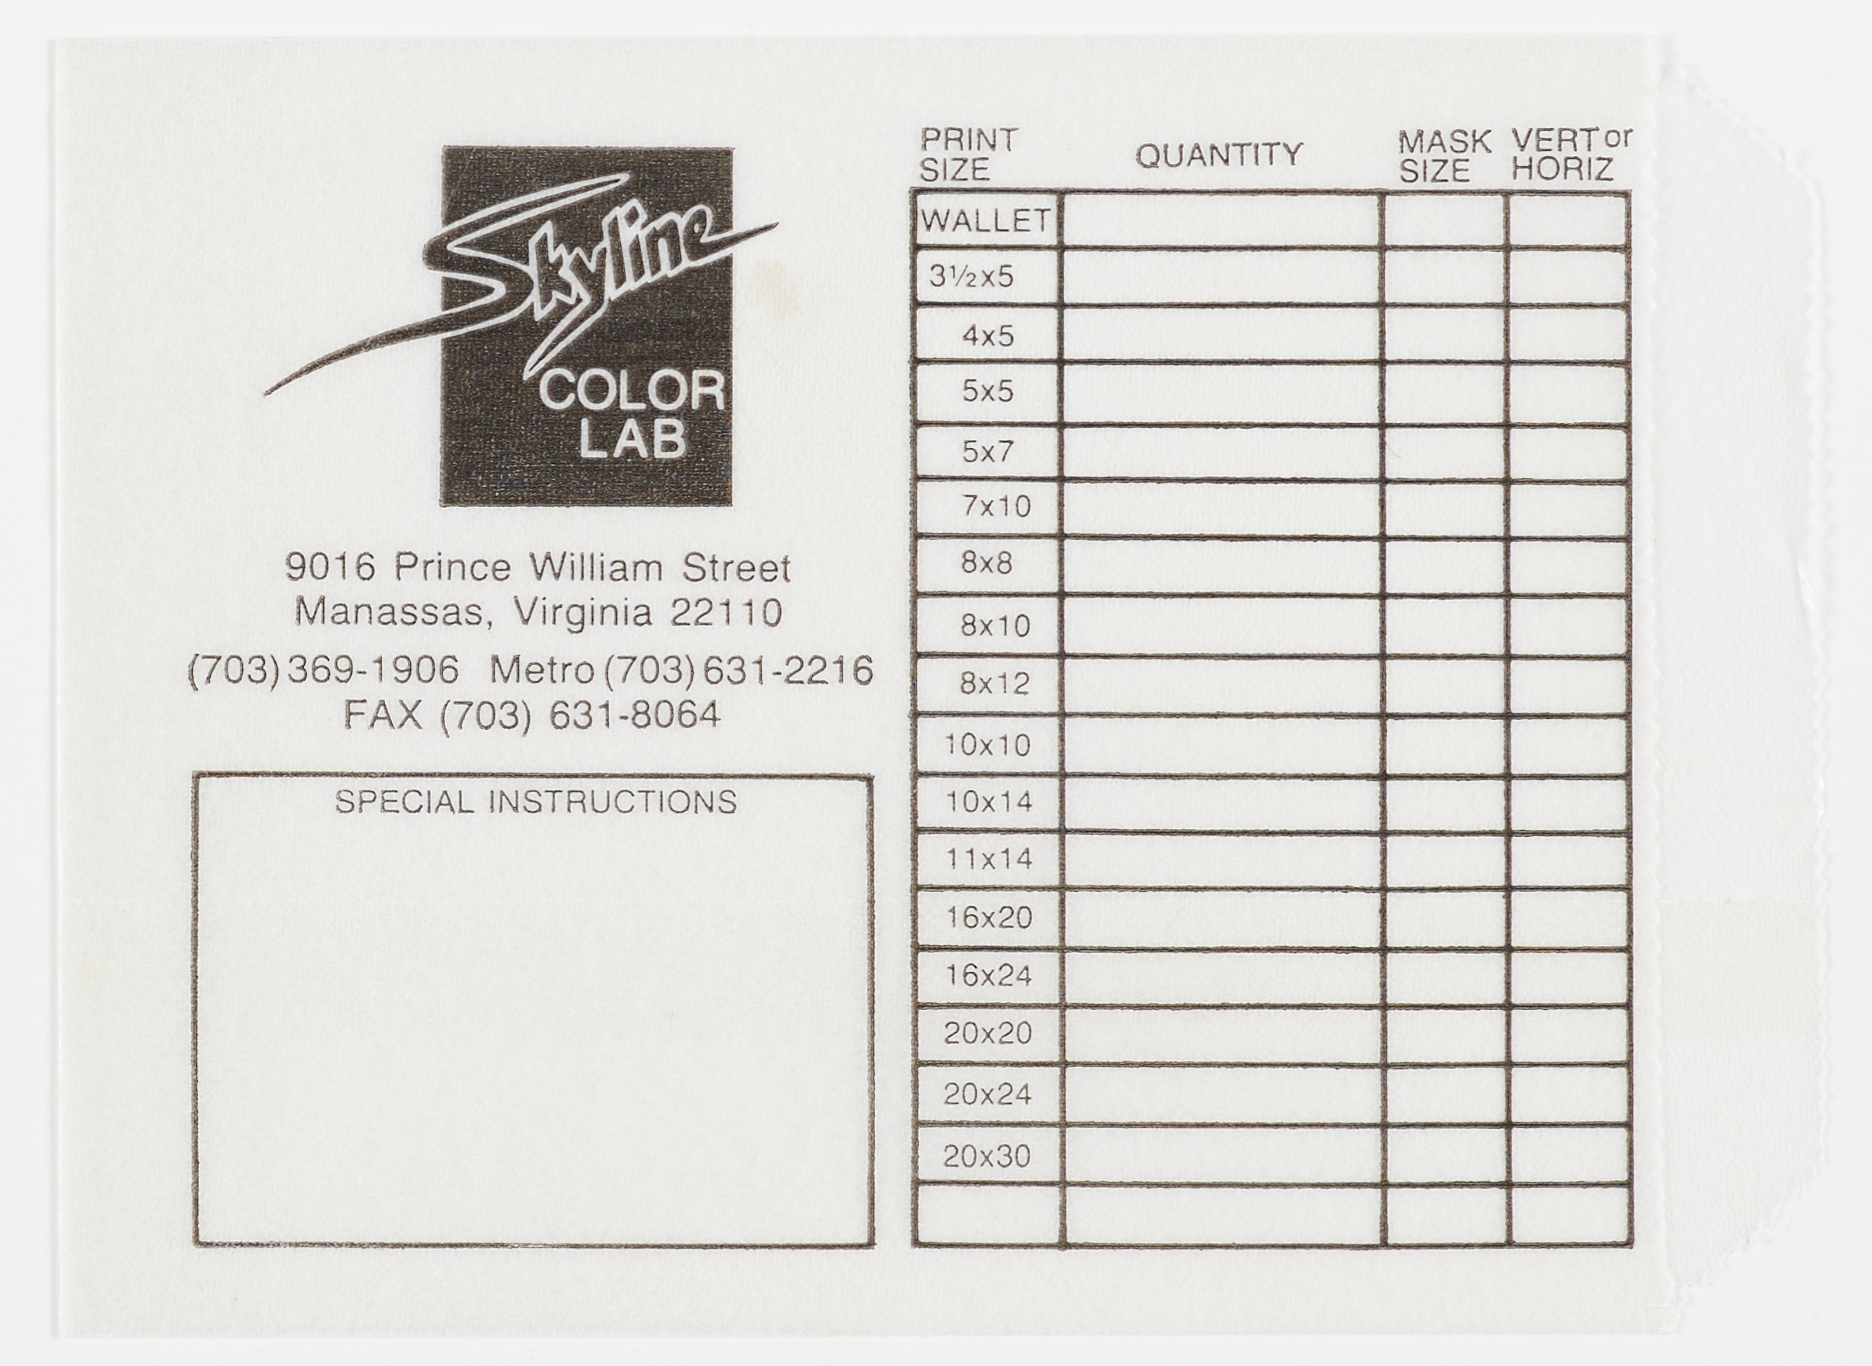 Skyline
COLOR
LAB
9016 Prince William Street
Manassas, Virginia 22110
(703) 369-1906 Metro (703) 631-2216
FAX (703) 631-8064
SPECIAL INSTRUCTIONS
PRINT SIZE QUANTITY MASK SIZE VERT or HORIZ
WALLET
3½x5
4x5
5x5
5x7
7x10
8x8
8x10
8x12
10x10
10x14
11x14
16x20
16x24
20x20
20x24
20x30